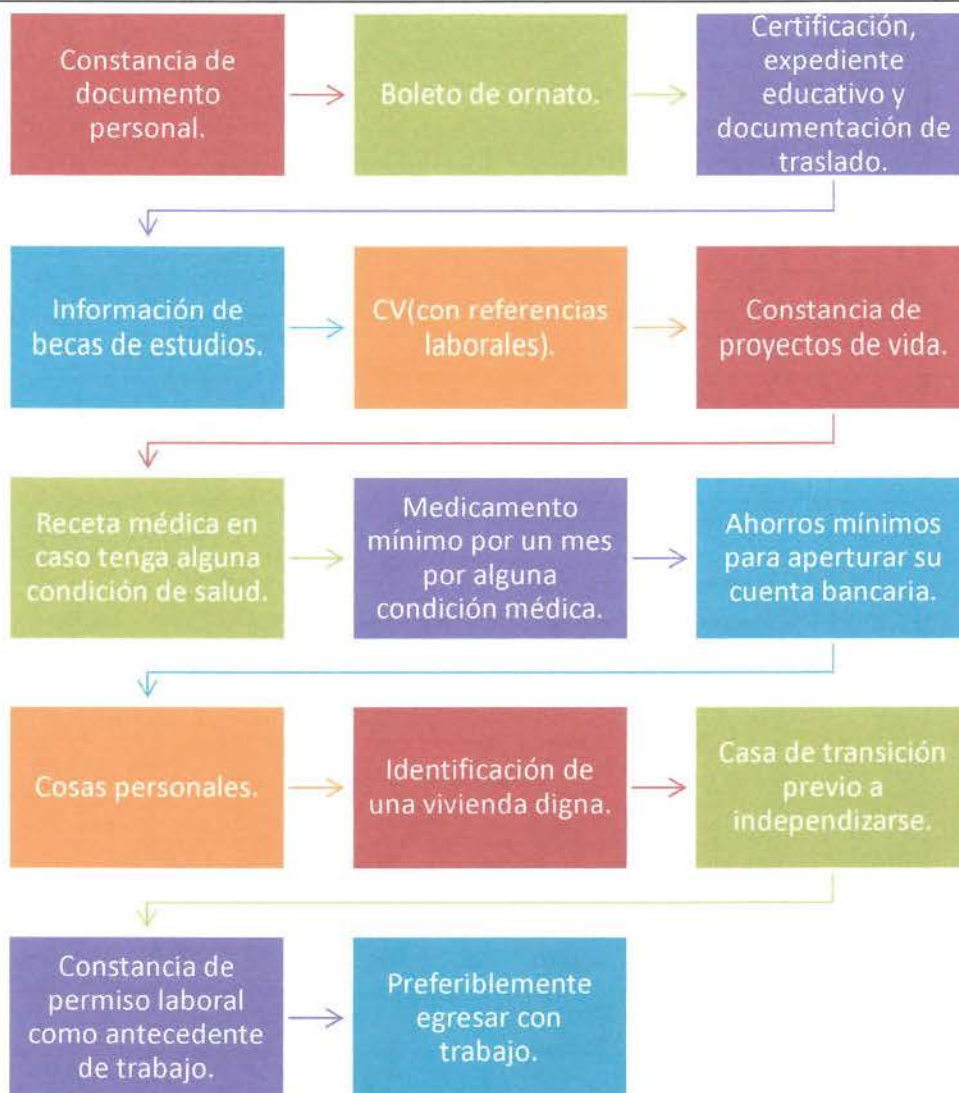 Constancia de
documento
personal.
Boleto de ornato.
Certificación,
expediente
educativo y
documentación de
traslado.
Información de
becas de estudios.
CV(con referencias
laborales).
Constancia de
proyectos de vida.
Receta médica en
caso tenga alguna
condición de salud.
Medicamento
mínimo por un mes
por alguna
condición médica.
Ahorros mínimos
para aperturar su
cuenta bancaria.
Cosas personales.
Identificación de
una vivienda digna.
Casa de transición
previo a
independizarse.
Constancia de
permiso laboral
como antecedente
de trabajo.
Preferiblemente
egresar con
trabajo.